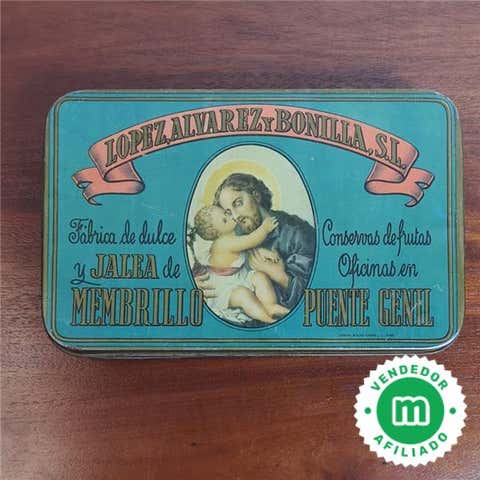 LOPEZ, ALVAREZ Y BONILLA, S.L.
Fábrica de dulce
y JALEA de
MEMBRILLO
Conservas de frutas
Oficinas en
PUENTE GENIL
VENDEDOR
m
AFILIADO